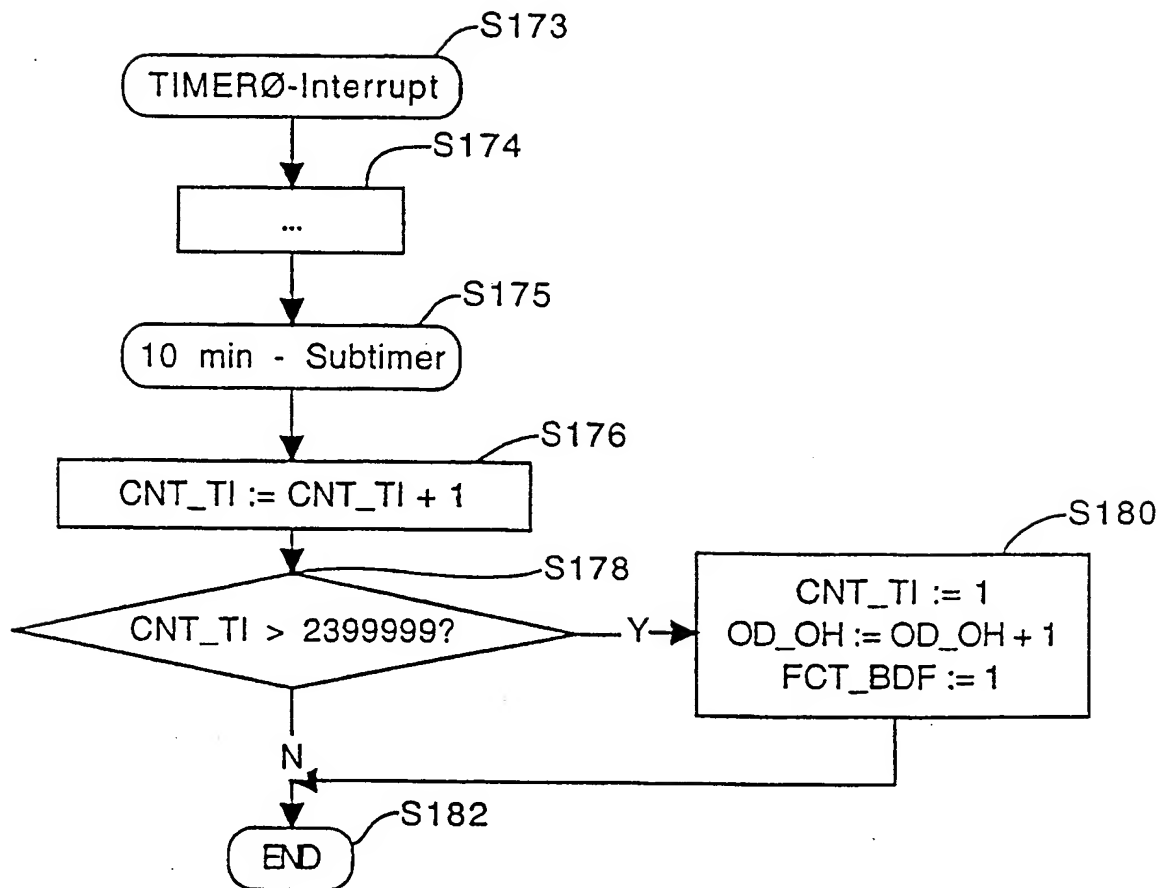 S173
TIMERØ-Interrupt
S174
...
S175
10 min - Subtimer
S176
CNT_TI := CNT_TI + 1
S178
CNT_TI > 2399999?
Y
S180
CNT_TI := 1
OD_OH := OD_OH + 1
FCT_BDF := 1
N
S182
END